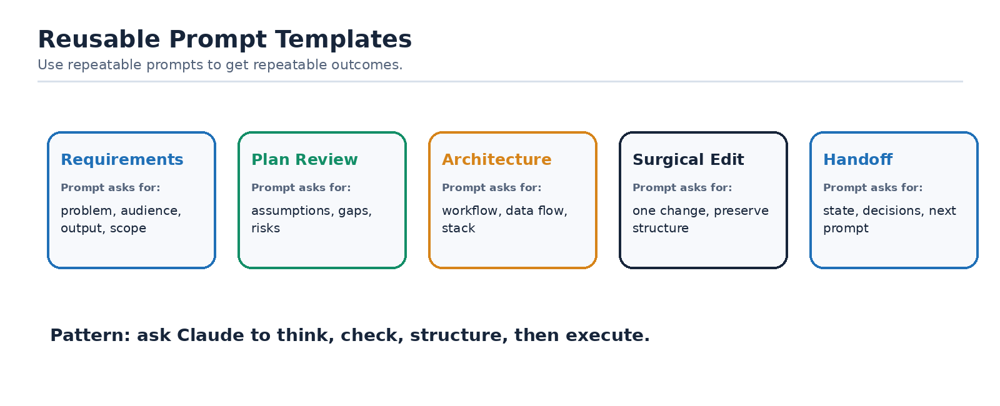 Reusable Prompt Templates
Use repeatable prompts to get repeatable outcomes.
Requirements
Prompt asks for:
problem, audience,
output, scope
Plan Review
Prompt asks for:
assumptions, gaps,
risks
Architecture
Prompt asks for:
workflow, data flow,
stack
Surgical Edit
Prompt asks for:
one change, preserve
structure
Handoff
Prompt asks for:
state, decisions, next
prompt
Pattern: ask Claude to think, check, structure, then execute.